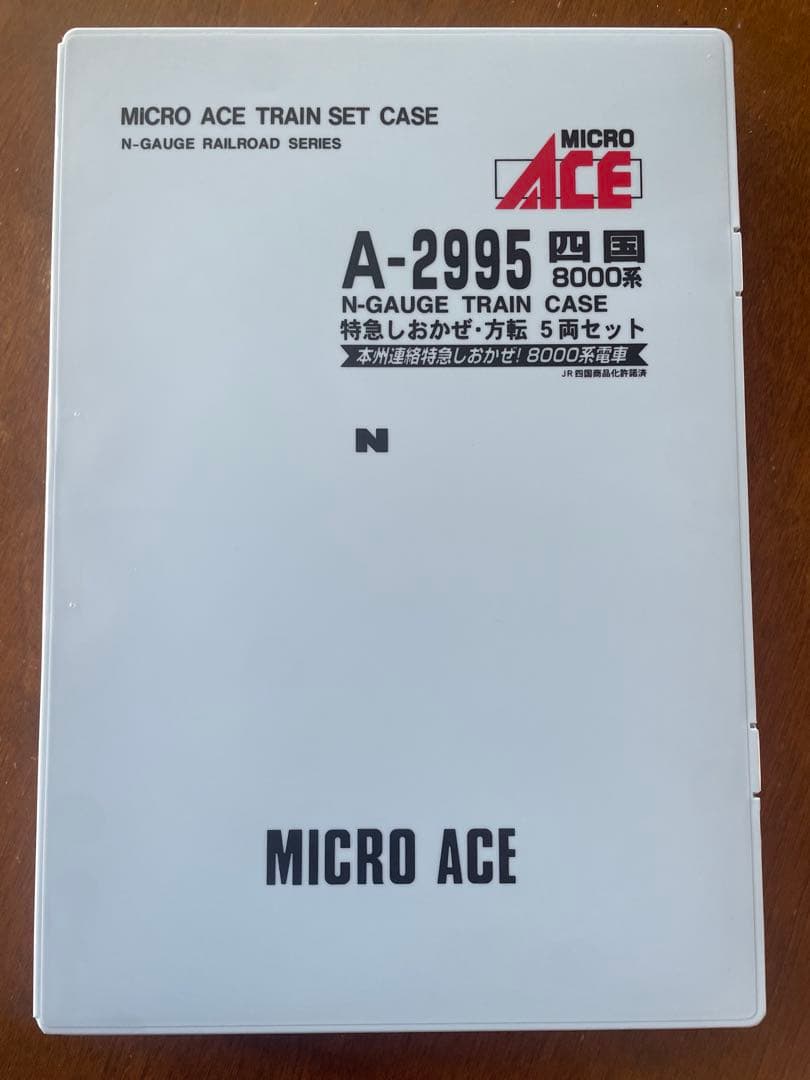 MICRO ACE TRAIN SET CASE
N-GAUGE RAILROAD SERIES
MICRO
ACE
A-2995 四国
8000系
N-GAUGE TRAIN CASE
特急しおかぜ・方転 5両セット
本州連絡特急しおかぜ!8000系電車
JR四国商品化許諾済
N
MICRO ACE